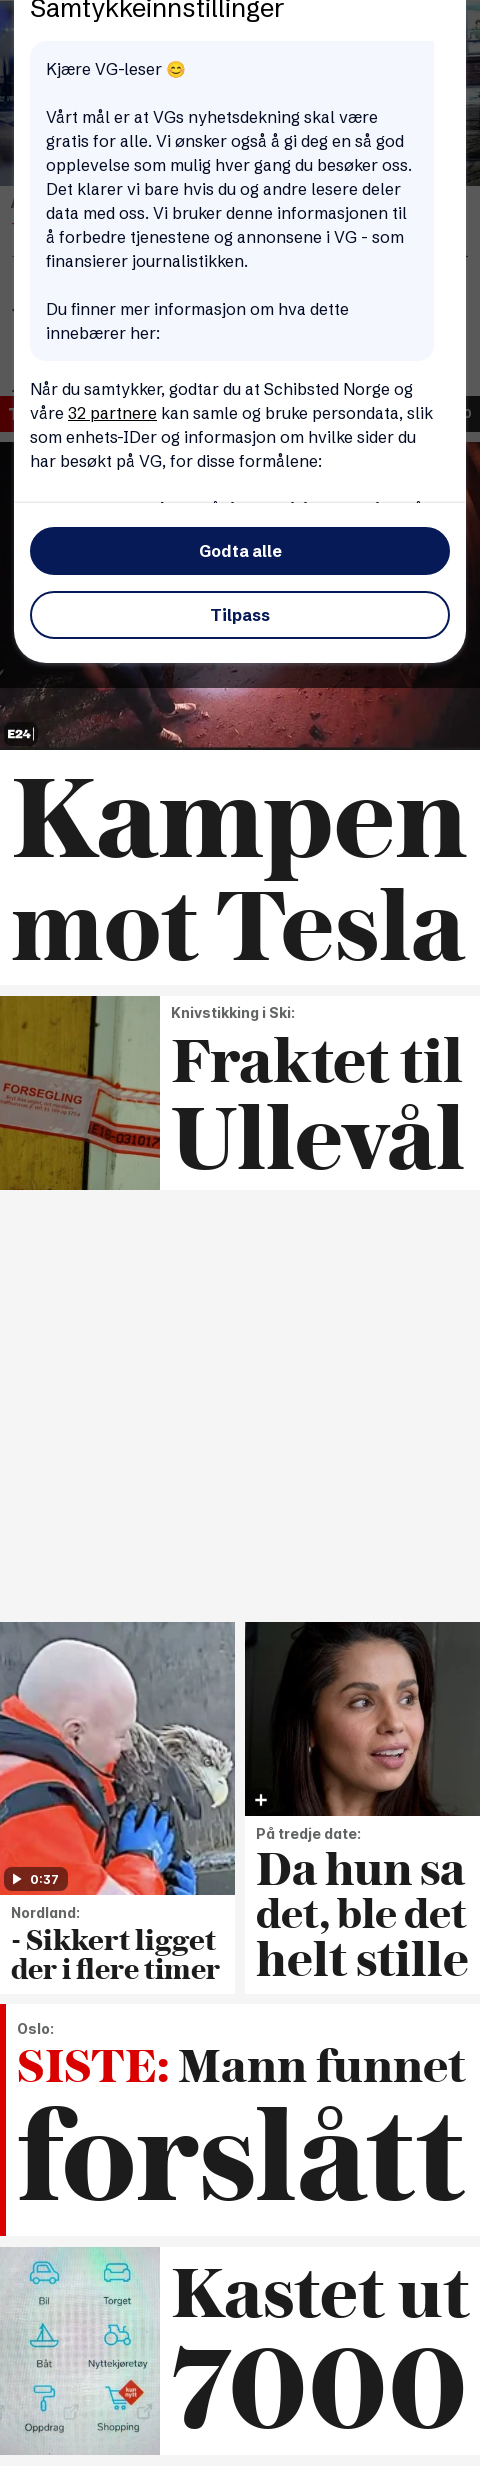 Samtykkeinnstillinger
Kjære VG-leser 😊
Vårt mål er at VGs nyhetsdekning skal være
gratis for alle. Vi ønsker også å gi deg en så god
opplevelse som mulig hver gang du besøker oss.
Det klarer vi bare hvis du og andre lesere deler
data med oss. Vi bruker denne informasjonen til
å forbedre tjenestene og annonsene i VG - som
finansierer journalistikken.
Du finner mer informasjon om hva dette
innebærer her:
Når du samtykker, godtar du at Schibsted Norge og
våre 32 partnere kan samle og bruke persondata, slik
som enhets-IDer og informasjon om hvilke sider du
har besøkt på VG, for disse formålene:
Godta alle
Tilpass
E24
Kampen
mot Tesla
FORSEGLING
Knivstikking i Ski:
Fraktet til
Ullevål
0:37
Nordland:
- Sikkert ligget
der i flere timer
På tredje date:
Da hun sa
det, ble det
helt stille
Oslo:
SISTE: Mann funnet
forslått
Bil
Torget
Båt
Nyttekjøretøy
Oppdrag
kun nytt
Shopping
Kastet ut
7000